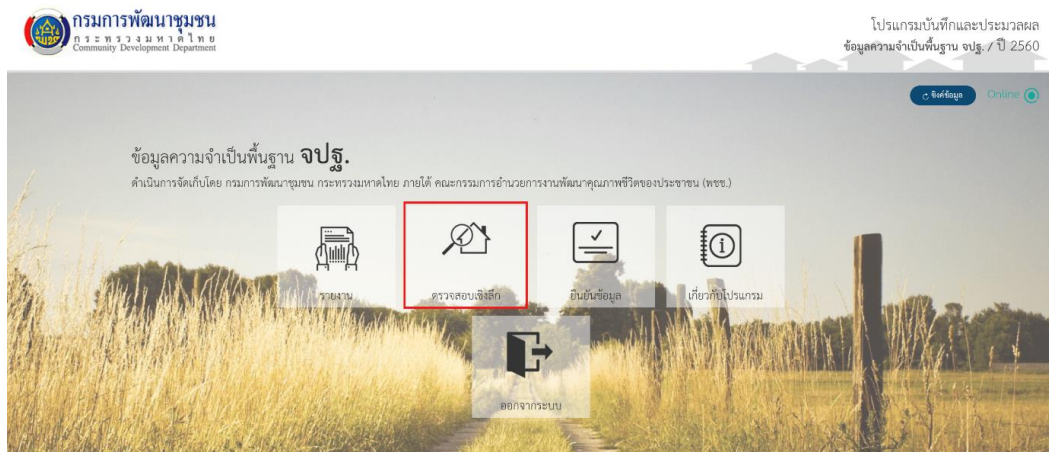 กรมการพัฒนาชุมชน
กระทรวงมหาดไทย
Community Development Department
โปรแกรมบันทึกและประมวลผล
ข้อมูลความจำเป็นพื้นฐาน จปฐ. / ปี 2560
ซิงค์ข้อมูล
Online
ข้อมูลความจำเป็นพื้นฐาน จปฐ.
ดำเนินการจัดเก็บโดย กรมการพัฒนาชุมชน กระทรวงมหาดไทย ภายใต้ คณะกรรมการอำนวยการงานพัฒนาคุณภาพชีวิตของประชาชน (พชช.)
รายงาน
ตรวจสอบเชิงลึก
ยืนยันข้อมูล
เกี่ยวกับโปรแกรม
ออกจากระบบ